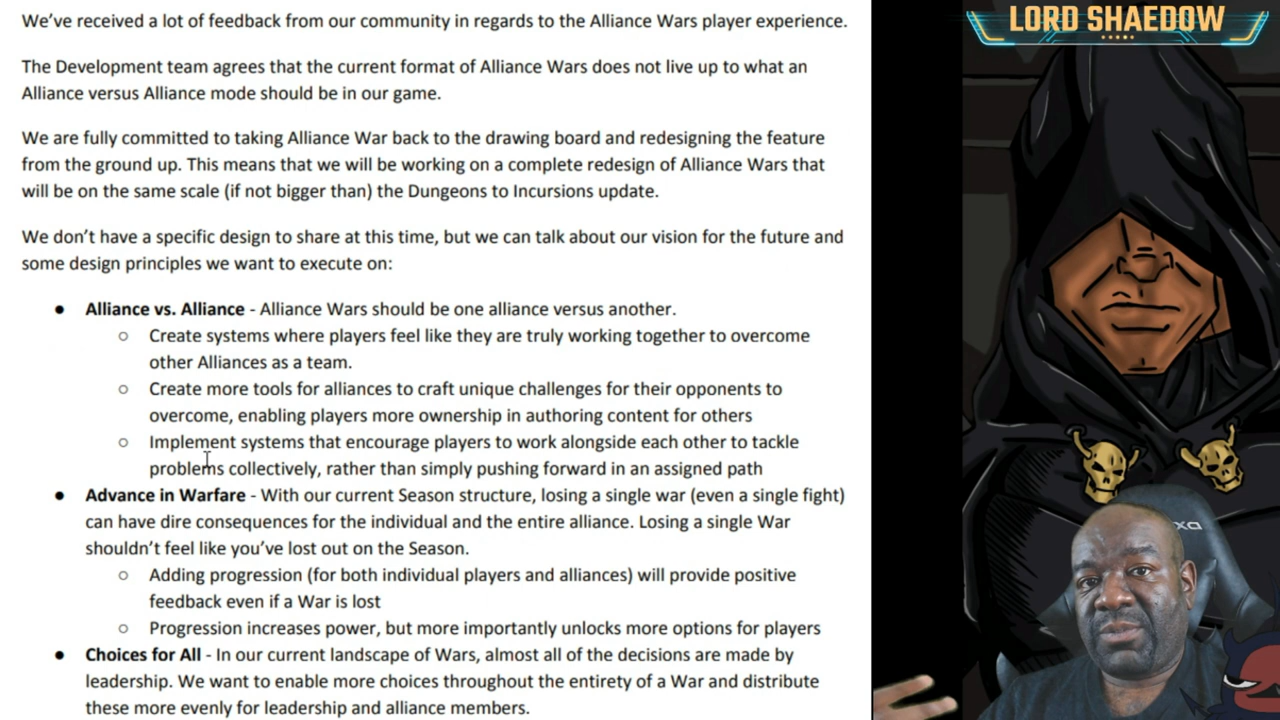 We've received a lot of feedback from our community in regards to the Alliance Wars player experience.
The Development team agrees that the current format of Alliance Wars does not live up to what an
Alliance versus Alliance mode should be in our game.
We are fully committed to taking Alliance War back to the drawing board and redesigning the feature
from the ground up. This means that we will be working on a complete redesign of Alliance Wars that
will be on the same scale (if not bigger than) the Dungeons to Incursions update.
We don't have a specific design to share at this time, but we can talk about our vision for the future and
some design principles we want to execute on:
● Alliance vs. Alliance - Alliance Wars should be one alliance versus another.
○ Create systems where players feel like they are truly working together to overcome
other Alliances as a team.
○ Create more tools for alliances to craft unique challenges for their opponents to
overcome, enabling players more ownership in authoring content for others
○ Implement systems that encourage players to work alongside each other to tackle
problems collectively, rather than simply pushing forward in an assigned path
● Advance in Warfare - With our current Season structure, losing a single war (even a single fight)
can have dire consequences for the individual and the entire alliance. Losing a single War
shouldn't feel like you've lost out on the Season.
○ Adding progression (for both individual players and alliances) will provide positive
feedback even if a War is lost
○ Progression increases power, but more importantly unlocks more options for players
● Choices for All - In our current landscape of Wars, almost all of the decisions are made by
leadership. We want to enable more choices throughout the entirety of a War and distribute
these more evenly for leadership and alliance members.
LORD SHAEDOW